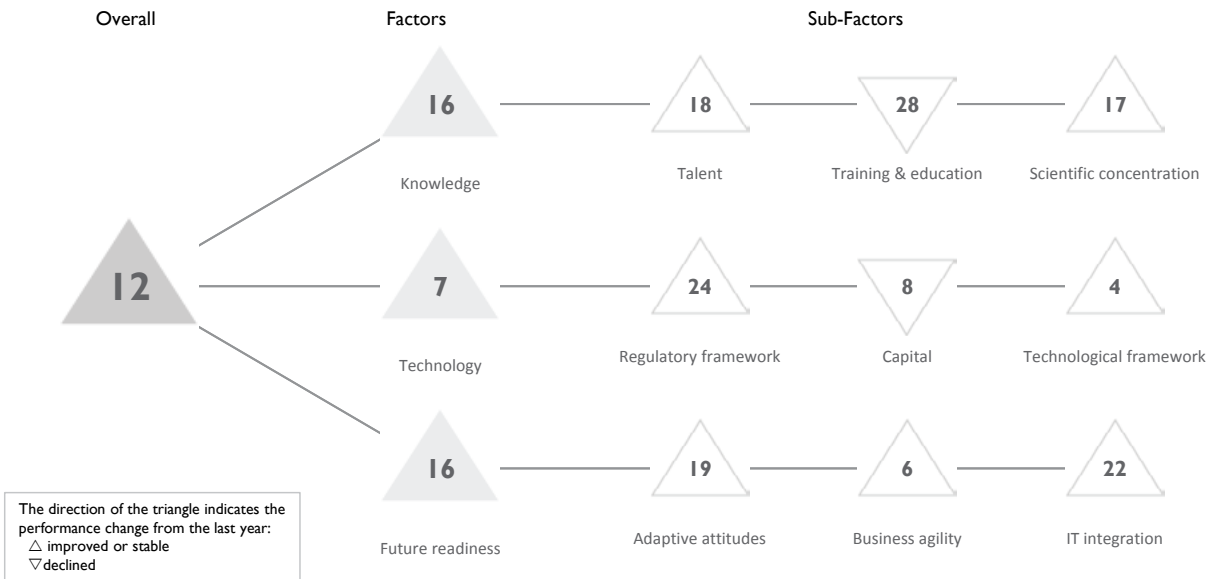 Overall Factors Sub-Factors
16 18 28 17
Knowledge Talent Training & education Scientific concentration
12 7 24 8 4
Technology Regulatory framework Capital Technological framework
16 19 6 22
Future readiness Adaptive attitudes Business agility IT integration
The direction of the triangle indicates the
performance change from the last year:
△ improved or stable
▽declined